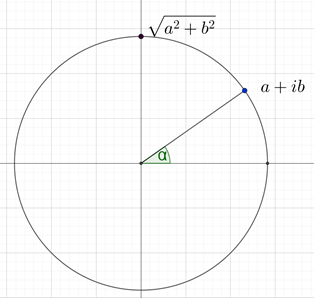 √(a² + b²)
a + ib
α